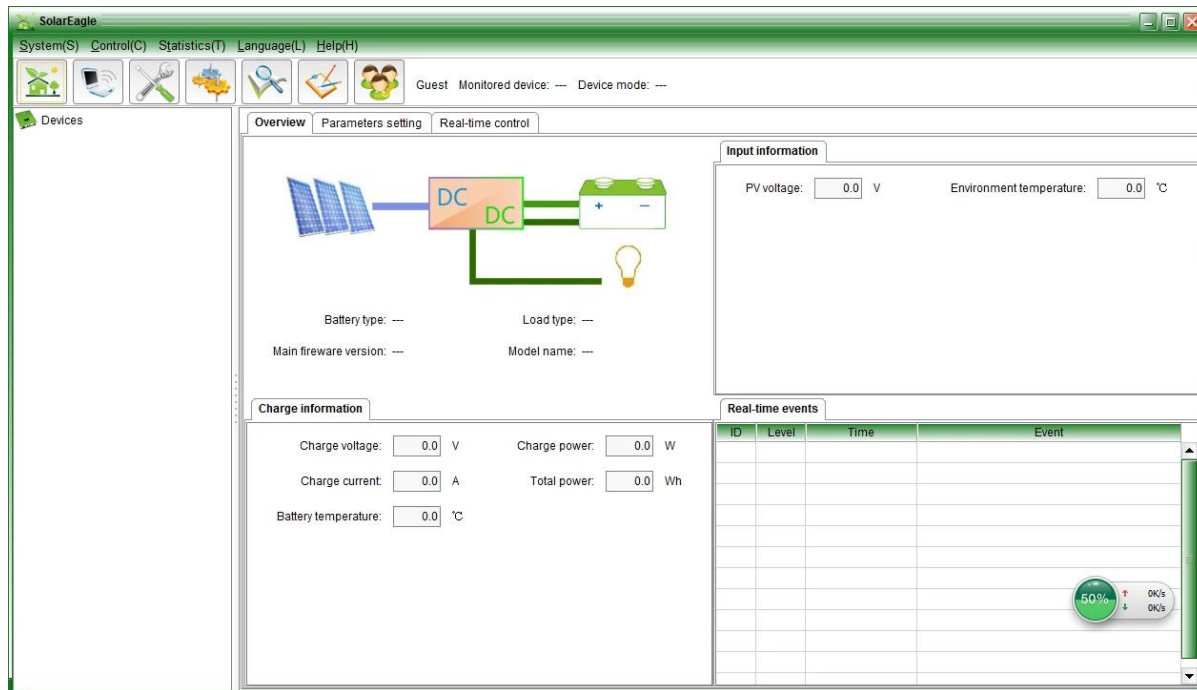 SolarEagle
System(S) Control(C) Statistics(T) Language(L) Help(H)
Guest Monitored device: --- Device mode: ---
Devices
Overview Parameters setting Real-time control
DC
DC
+ −
Battery type: --- Load type: ---
Main fireware version: --- Model name: ---
Input information
PV voltage: 0.0 V Environment temperature: 0.0 ℃
Charge information
Charge voltage: 0.0 V Charge power: 0.0 W
Charge current: 0.0 A Total power: 0.0 Wh
Battery temperature: 0.0 ℃
Real-time events
ID Level Time Event
50% ↑ 0K/s
↓ 0K/s